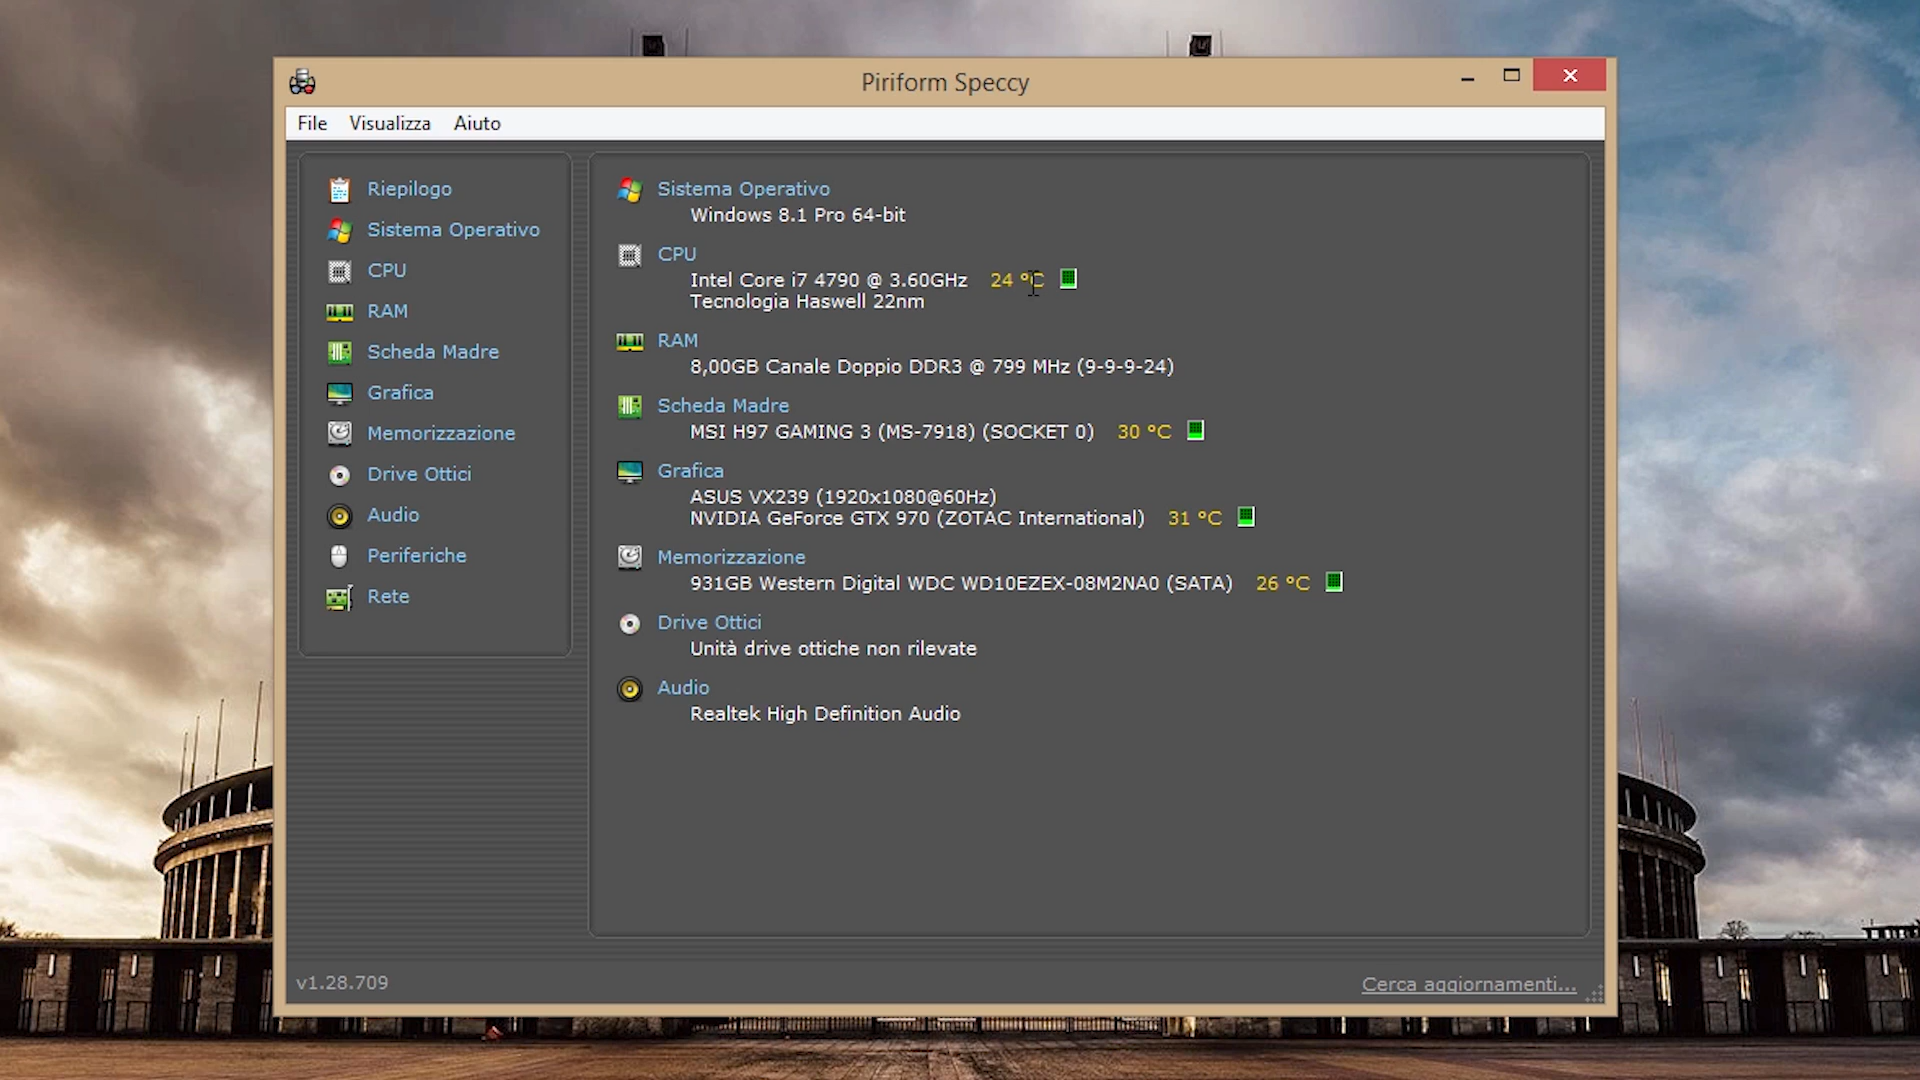 Piriform Speccy
File Visualizza Aiuto
Riepilogo
Sistema Operativo
CPU
RAM
Scheda Madre
Grafica
Memorizzazione
Drive Ottici
Audio
Periferiche
Rete
Sistema Operativo
Windows 8.1 Pro 64-bit
CPU
Intel Core i7 4790 @ 3.60GHz 24 °C
Tecnologia Haswell 22nm
RAM
8,00GB Canale Doppio DDR3 @ 799 MHz (9-9-9-24)
Scheda Madre
MSI H97 GAMING 3 (MS-7918) (SOCKET 0) 30 °C
Grafica
ASUS VX239 (1920x1080@60Hz)
NVIDIA GeForce GTX 970 (ZOTAC International) 31 °C
Memorizzazione
931GB Western Digital WDC WD10EZEX-08M2NA0 (SATA) 26 °C
Drive Ottici
Unità drive ottiche non rilevate
Audio
Realtek High Definition Audio
v1.28.709
Cerca aggiornamenti...